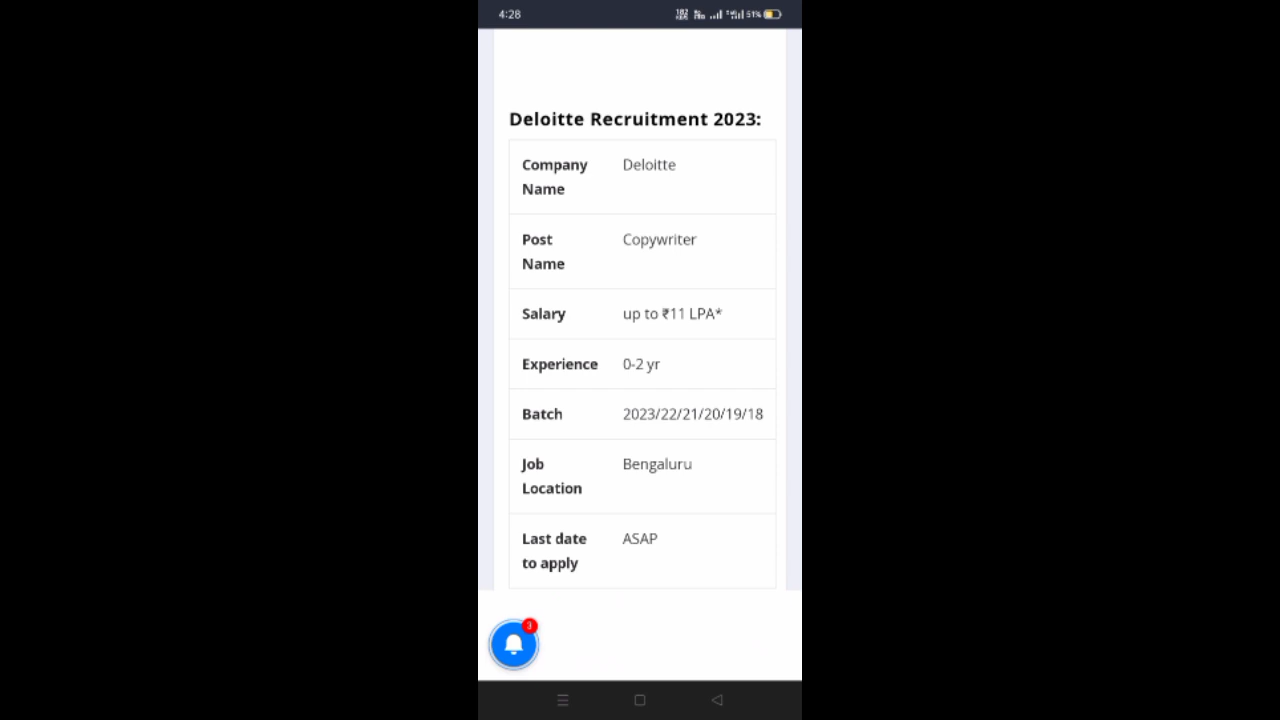 4:28
51%
Deloitte Recruitment 2023:
Company Deloitte
Name
Post Copywriter
Name
Salary up to ₹11 LPA*
Experience 0-2 yr
Batch 2023/22/21/20/19/18
Job Bengaluru
Location
Last date ASAP
to apply
3